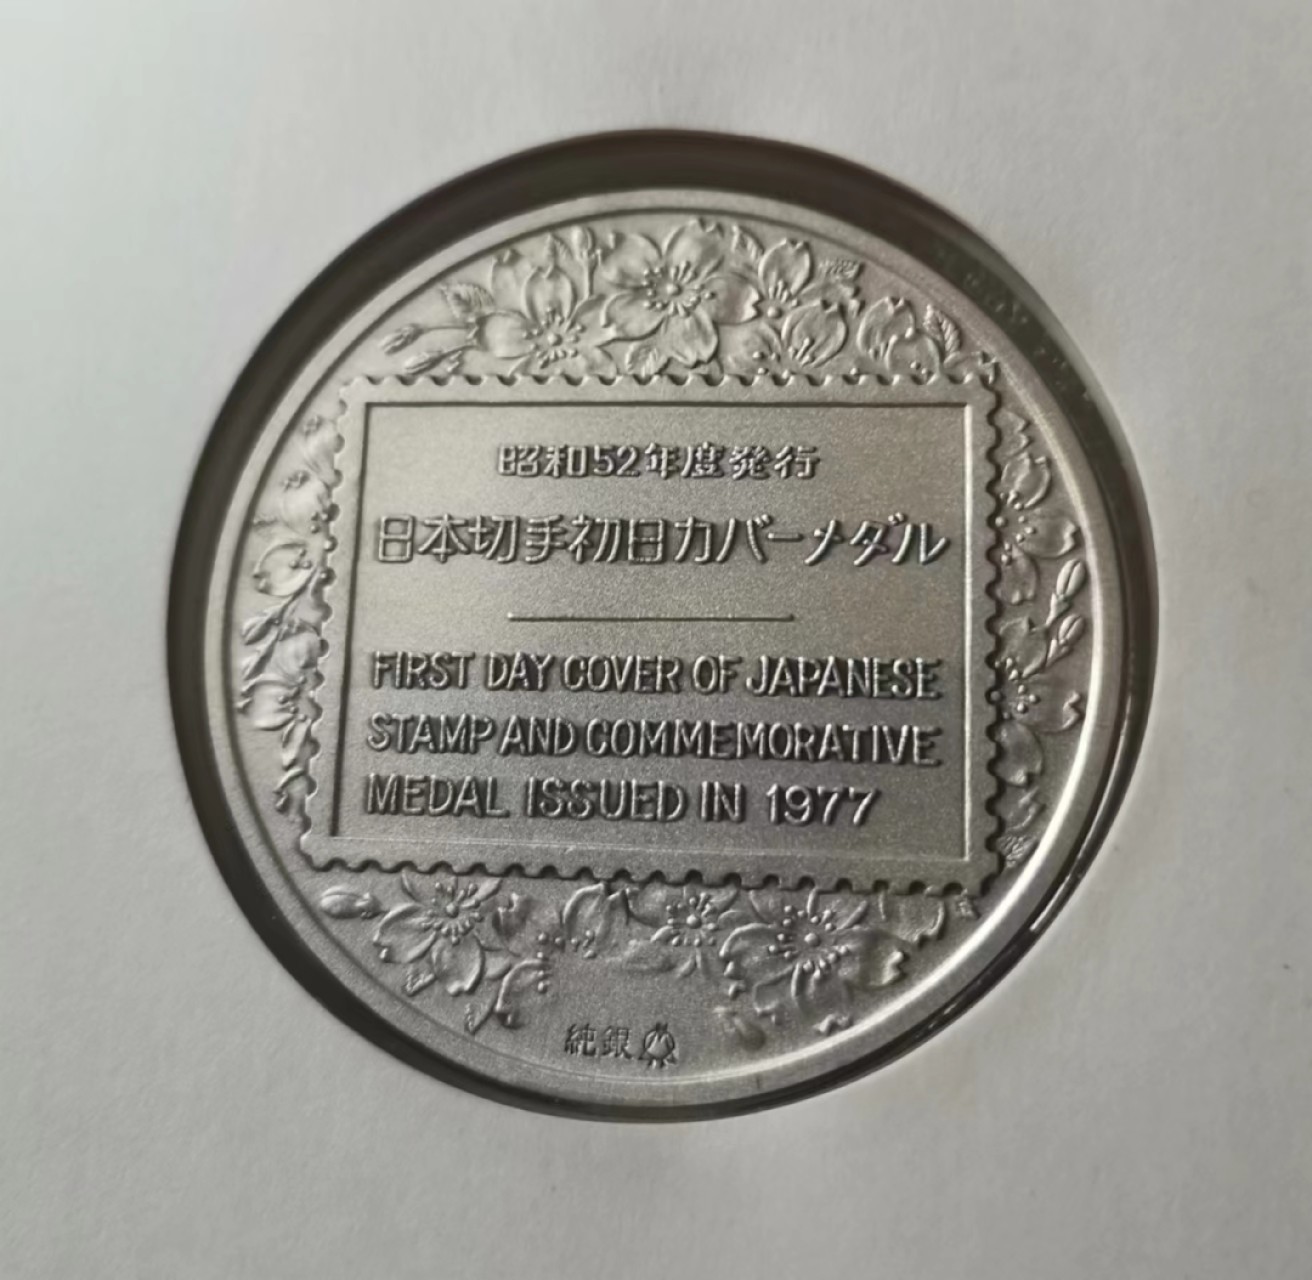 昭和52年度発行
日本切手初日カバーメダル
FIRST DAY COVER OF JAPANESE
STAMP AND COMMEMORATIVE
MEDAL ISSUED IN 1977
純銀